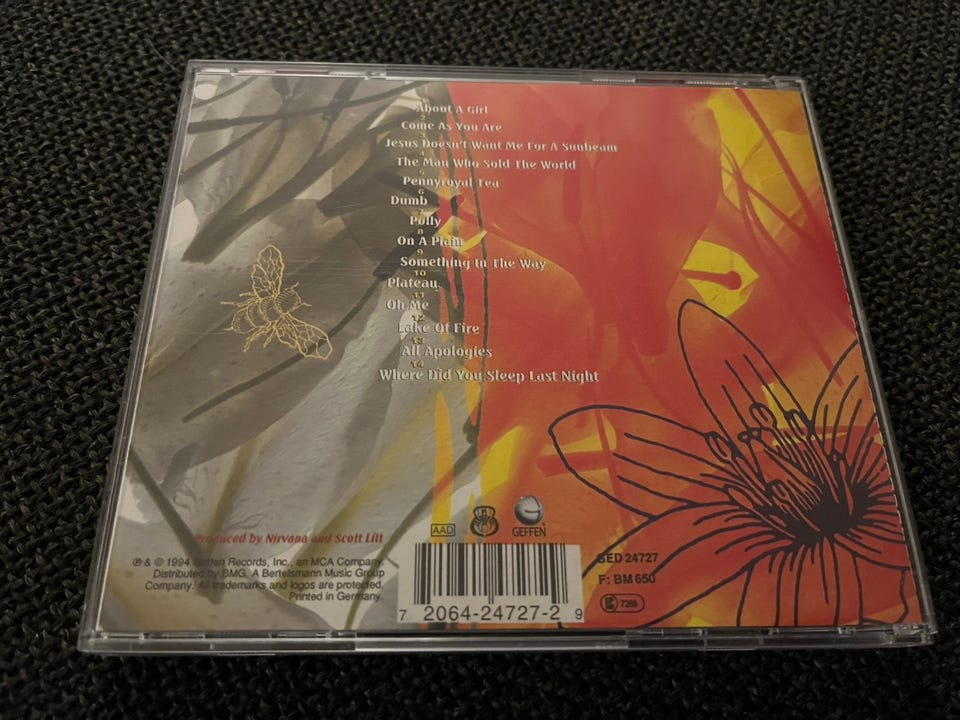 1
About A Girl
2
Come As You Are
3
Jesus Doesn't Want Me For A Sunbeam
4
The Man Who Sold The World
5
Pennyroyal Tea
6
Dumb
7
Polly
8
On A Plain
9
Something In The Way
10
Plateau
11
Oh Me
12
Lake Of Fire
13
All Apologies
14
Where Did You Sleep Last Night
Produced by Nirvana and Scott Litt
℗ & © 1994 Geffen Records, Inc., an MCA Company.
Distributed by BMG. A Bertelsmann Music Group
Company. All trademarks and logos are protected.
Printed in Germany.
AAD
GEFFEN
GED 24727
F: BM 650
LC 7266
7 2064-24727-2 9